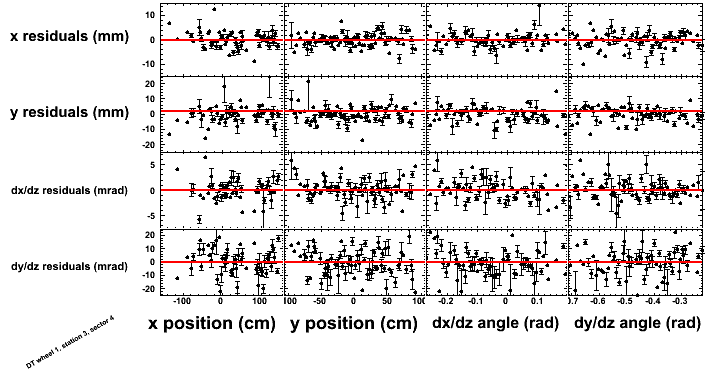 x residuals (mm)
10
0
-10
y residuals (mm)
20
10
0
-10
-20
dx/dz residuals (mrad)
5
0
-5
dy/dz residuals (mrad)
20
10
0
-10
-20
-100 0 100 00 -50 0 50 100 -0.2 -0.1 0 0.1 0.7 -0.6 -0.5 -0.4 -0.3
x position (cm) y position (cm) dx/dz angle (rad) dy/dz angle (rad)
DT wheel 1, station 3, sector 4